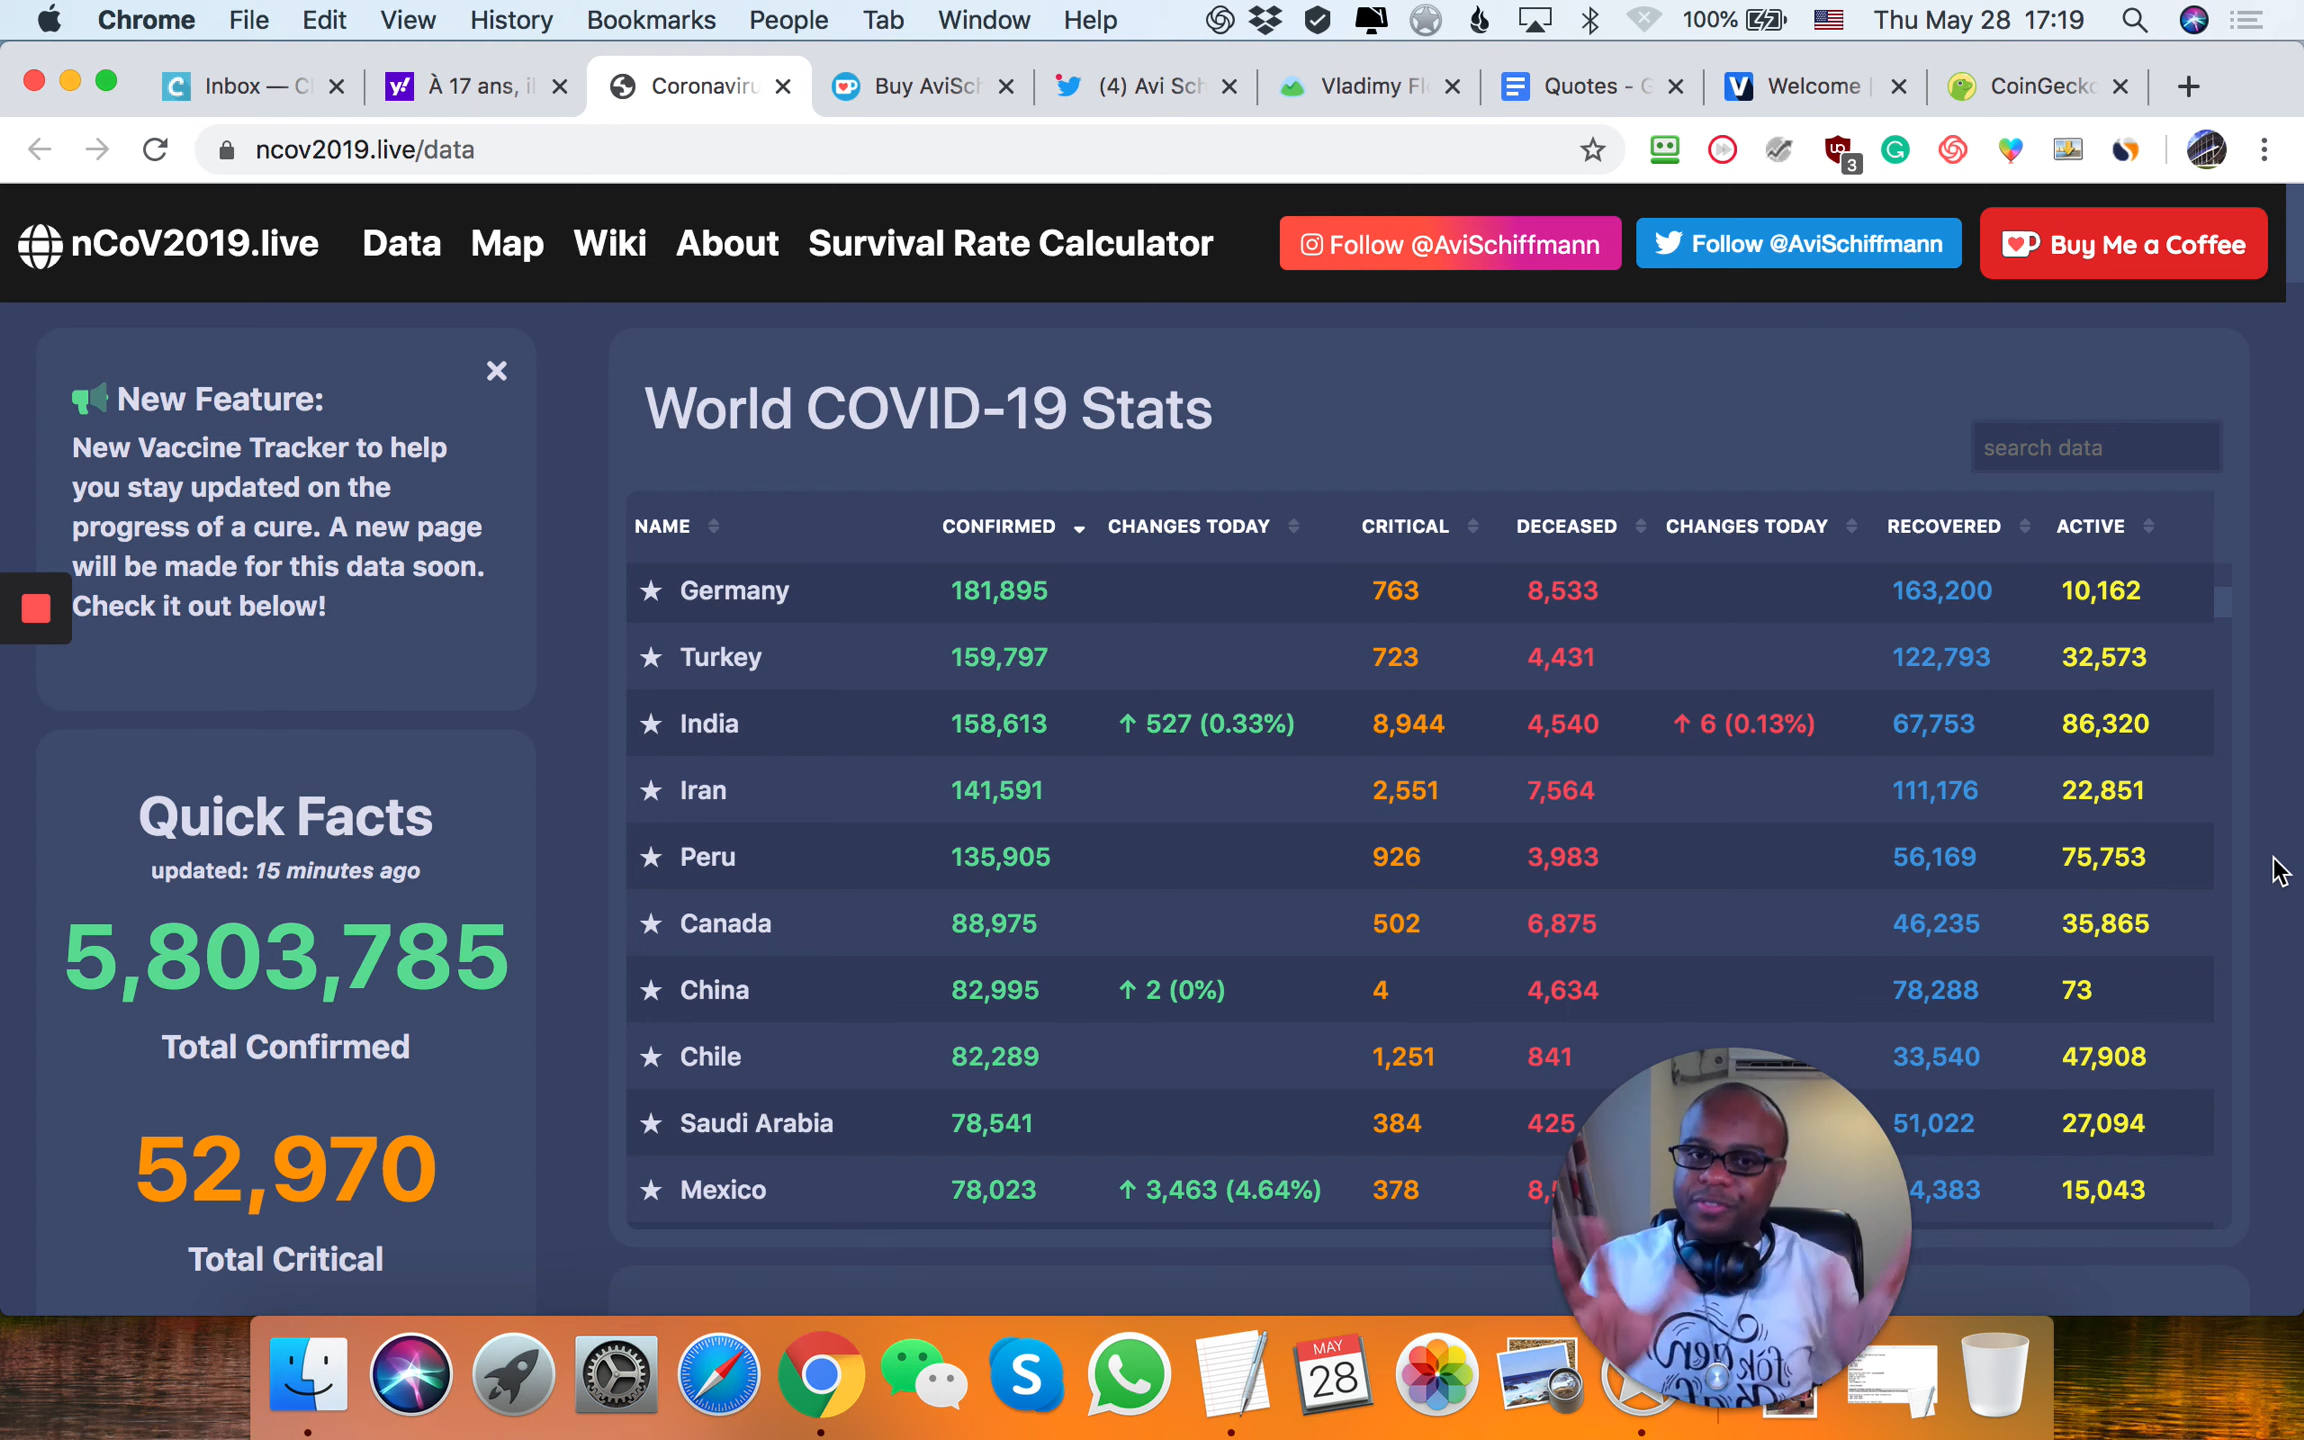 Chrome File Edit View History Bookmarks People Tab Window Help 100% Thu May 28 17:19
Inbox — C À 17 ans, il Coronaviru Buy AviSch (4) Avi Sch Vladimy Fl Quotes - G Welcome CoinGecko
ncov2019.live/data 3
nCoV2019.live Data Map Wiki About Survival Rate Calculator Follow @AviSchiffmann Follow @AviSchiffmann Buy Me a Coffee
New Feature:
New Vaccine Tracker to help
you stay updated on the
progress of a cure. A new page
will be made for this data soon.
Check it out below!
Quick Facts
updated: 15 minutes ago
5,803,785
Total Confirmed
52,970
Total Critical
World COVID-19 Stats
search data
NAME CONFIRMED CHANGES TODAY CRITICAL DECEASED CHANGES TODAY RECOVERED ACTIVE
★ Germany 181,895 763 8,533 163,200 10,162
★ Turkey 159,797 723 4,431 122,793 32,573
★ India 158,613 ↑ 527 (0.33%) 8,944 4,540 ↑ 6 (0.13%) 67,753 86,320
★ Iran 141,591 2,551 7,564 111,176 22,851
★ Peru 135,905 926 3,983 56,169 75,753
★ Canada 88,975 502 6,875 46,235 35,865
★ China 82,995 ↑ 2 (0%) 4 4,634 78,288 73
★ Chile 82,289 1,251 841 33,540 47,908
★ Saudi Arabia 78,541 384 425 51,022 27,094
★ Mexico 78,023 ↑ 3,463 (4.64%) 378 8, 4,383 15,043
MAY
28